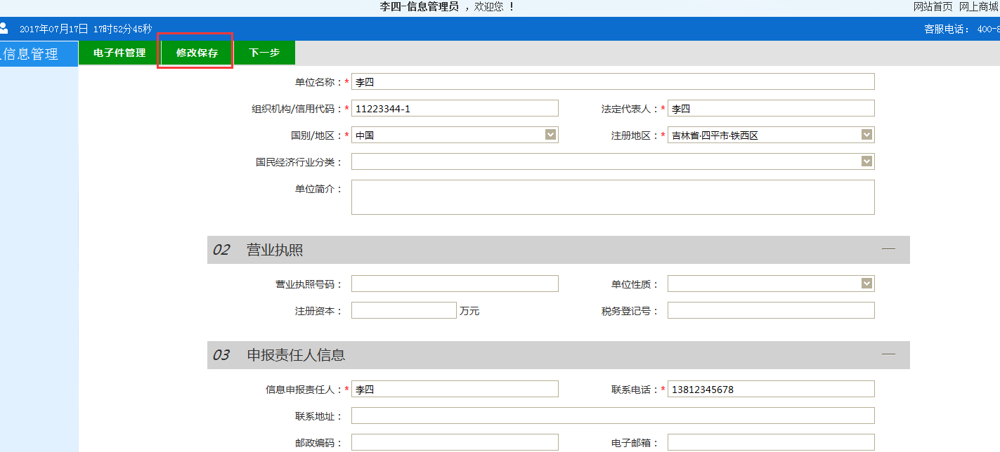 李四-信息管理员 ，欢迎您 ！ 网站首页 网上商城
2017年07月17日 17时52分45秒 客服电话： 400-8
信息管理 电子件管理 修改保存 下一步
单位名称：* 李四
组织机构/信用代码：* 11223344-1 法定代表人：* 李四
国别/地区：* 中国 注册地区：* 吉林省·四平市·铁西区
国民经济行业分类：
单位简介：
02 营业执照
营业执照号码： 单位性质：
注册资本： 万元 税务登记号：
03 申报责任人信息
信息申报责任人：* 李四 联系电话：* 13812345678
联系地址：
邮政编码： 电子邮箱：